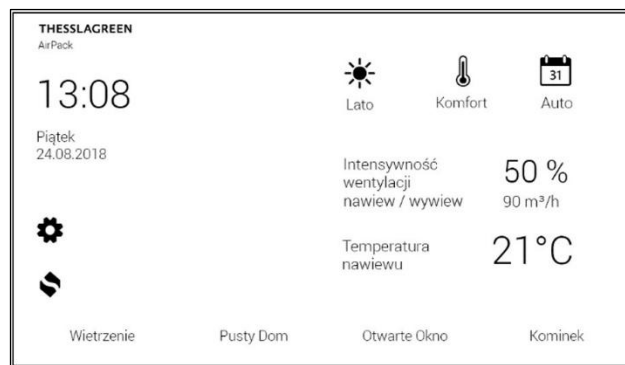 THESSLAGREEN
AirPack
13:08
Piątek
24.08.2018
31
Lato
Komfort
Auto
Intensywność
wentylacji
nawiew / wywiew
50 %
90 m³/h
Temperatura
nawiewu
21°C
Wietrzenie
Pusty Dom
Otwarte Okno
Kominek